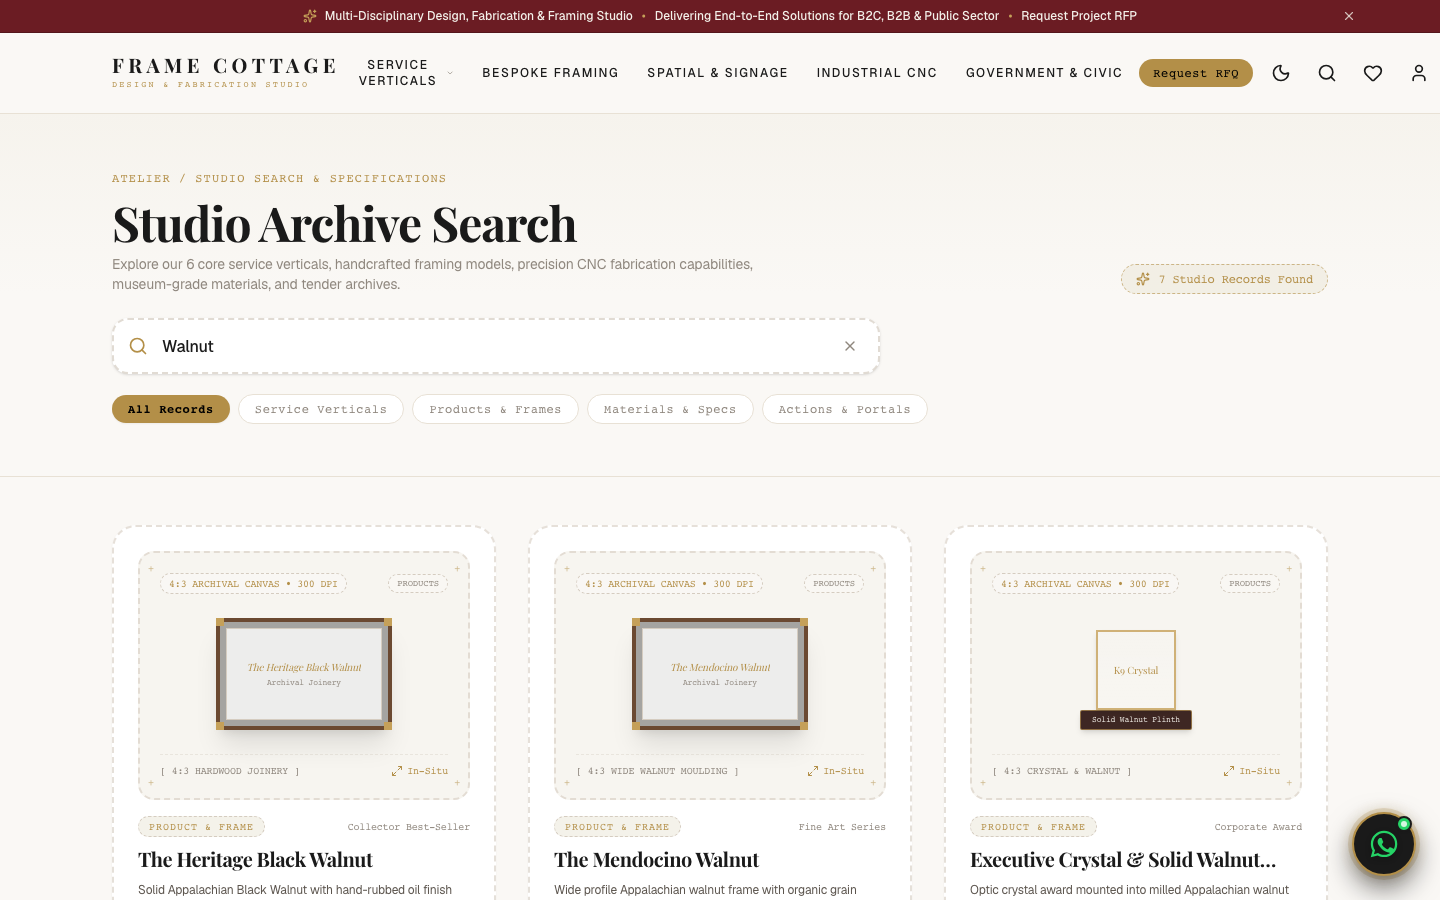 Multi-Disciplinary Design, Fabrication & Framing Studio • Delivering End-to-End Solutions for B2C, B2B & Public Sector • Request Project RFP
FRAME COTTAGE
DESIGN & FABRICATION STUDIO
SERVICE
VERTICALS
BESPOKE FRAMING
SPATIAL & SIGNAGE
INDUSTRIAL CNC
GOVERNMENT & CIVIC
Request RFQ
ATELIER / STUDIO SEARCH & SPECIFICATIONS
Studio Archive Search
Explore our 6 core service verticals, handcrafted framing models, precision CNC fabrication capabilities,
museum-grade materials, and tender archives.
7 Studio Records Found
Walnut
All Records
Service Verticals
Products & Frames
Materials & Specs
Actions & Portals
4:3 ARCHIVAL CANVAS • 300 DPI
PRODUCTS
The Heritage Black Walnut
Archival Joinery
[ 4:3 HARDWOOD JOINERY ]
In-Situ
PRODUCT & FRAME
Collector Best-Seller
The Heritage Black Walnut
Solid Appalachian Black Walnut with hand-rubbed oil finish
4:3 ARCHIVAL CANVAS • 300 DPI
PRODUCTS
The Mendocino Walnut
Archival Joinery
[ 4:3 WIDE WALNUT MOULDING ]
In-Situ
PRODUCT & FRAME
Fine Art Series
The Mendocino Walnut
Wide profile Appalachian walnut frame with organic grain
4:3 ARCHIVAL CANVAS • 300 DPI
PRODUCTS
K9 Crystal
Solid Walnut Plinth
[ 4:3 CRYSTAL & WALNUT ]
In-Situ
PRODUCT & FRAME
Corporate Award
Executive Crystal & Solid Walnut...
Optic crystal award mounted into milled Appalachian walnut